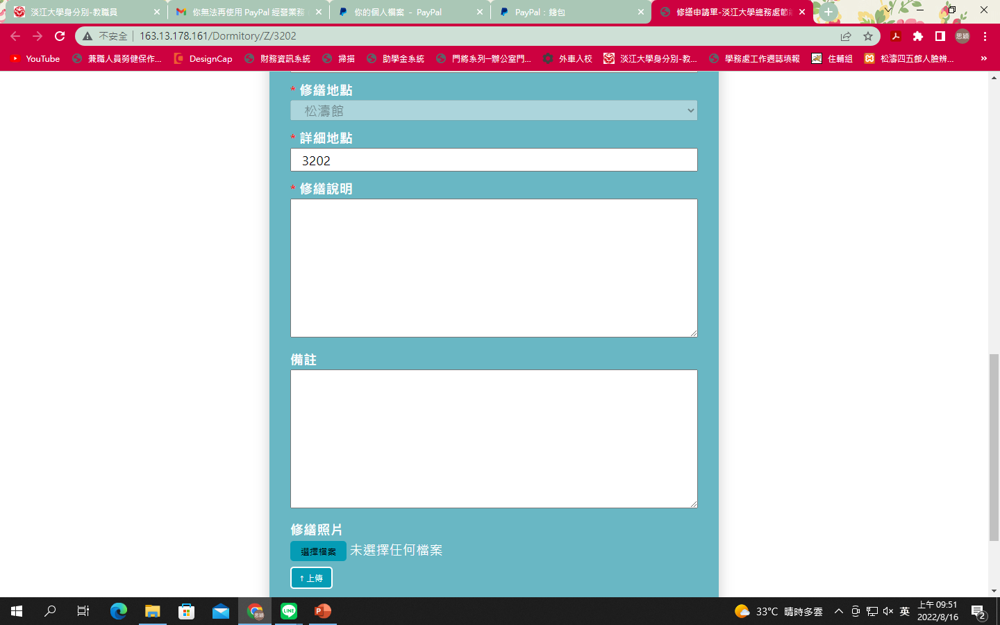 淡江大學身分別-教職員
你無法再使用 PayPal 經營業務
你的個人檔案 - PayPal
PayPal：錢包
修繕申請單-淡江大學總務處節能
不安全 163.13.178.161/Dormitory/Z/3202
思穎
YouTube
兼職人員勞健保作...
DesignCap
財務資訊系統
掃描
助學金系統
門將系列─辦公室門...
外車入校
淡江大學身分別-教...
學務處工作週誌填報
住輔組
松濤四五館人臉辨...
»
* 修繕地點
松濤館
* 詳細地點
3202
* 修繕說明
備註
修繕照片
選擇檔案 未選擇任何檔案
↑ 上傳
思穎
LINE
33°C 晴時多雲
英
上午 09:51
2022/8/16
2